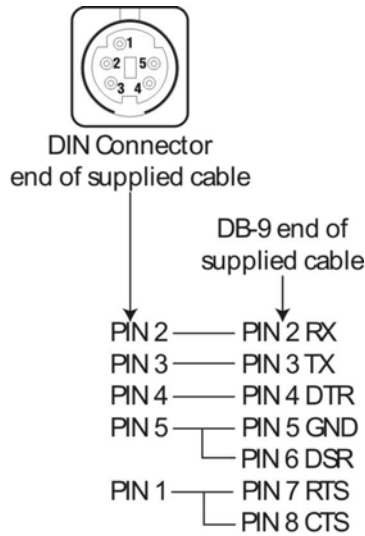 1
2 5
3 4
DIN Connector
end of supplied cable
DB-9 end of
supplied cable
PIN 2 PIN 2 RX
PIN 3 PIN 3 TX
PIN 4 PIN 4 DTR
PIN 5 PIN 5 GND
PIN 6 DSR
PIN 1 PIN 7 RTS
PIN 8 CTS